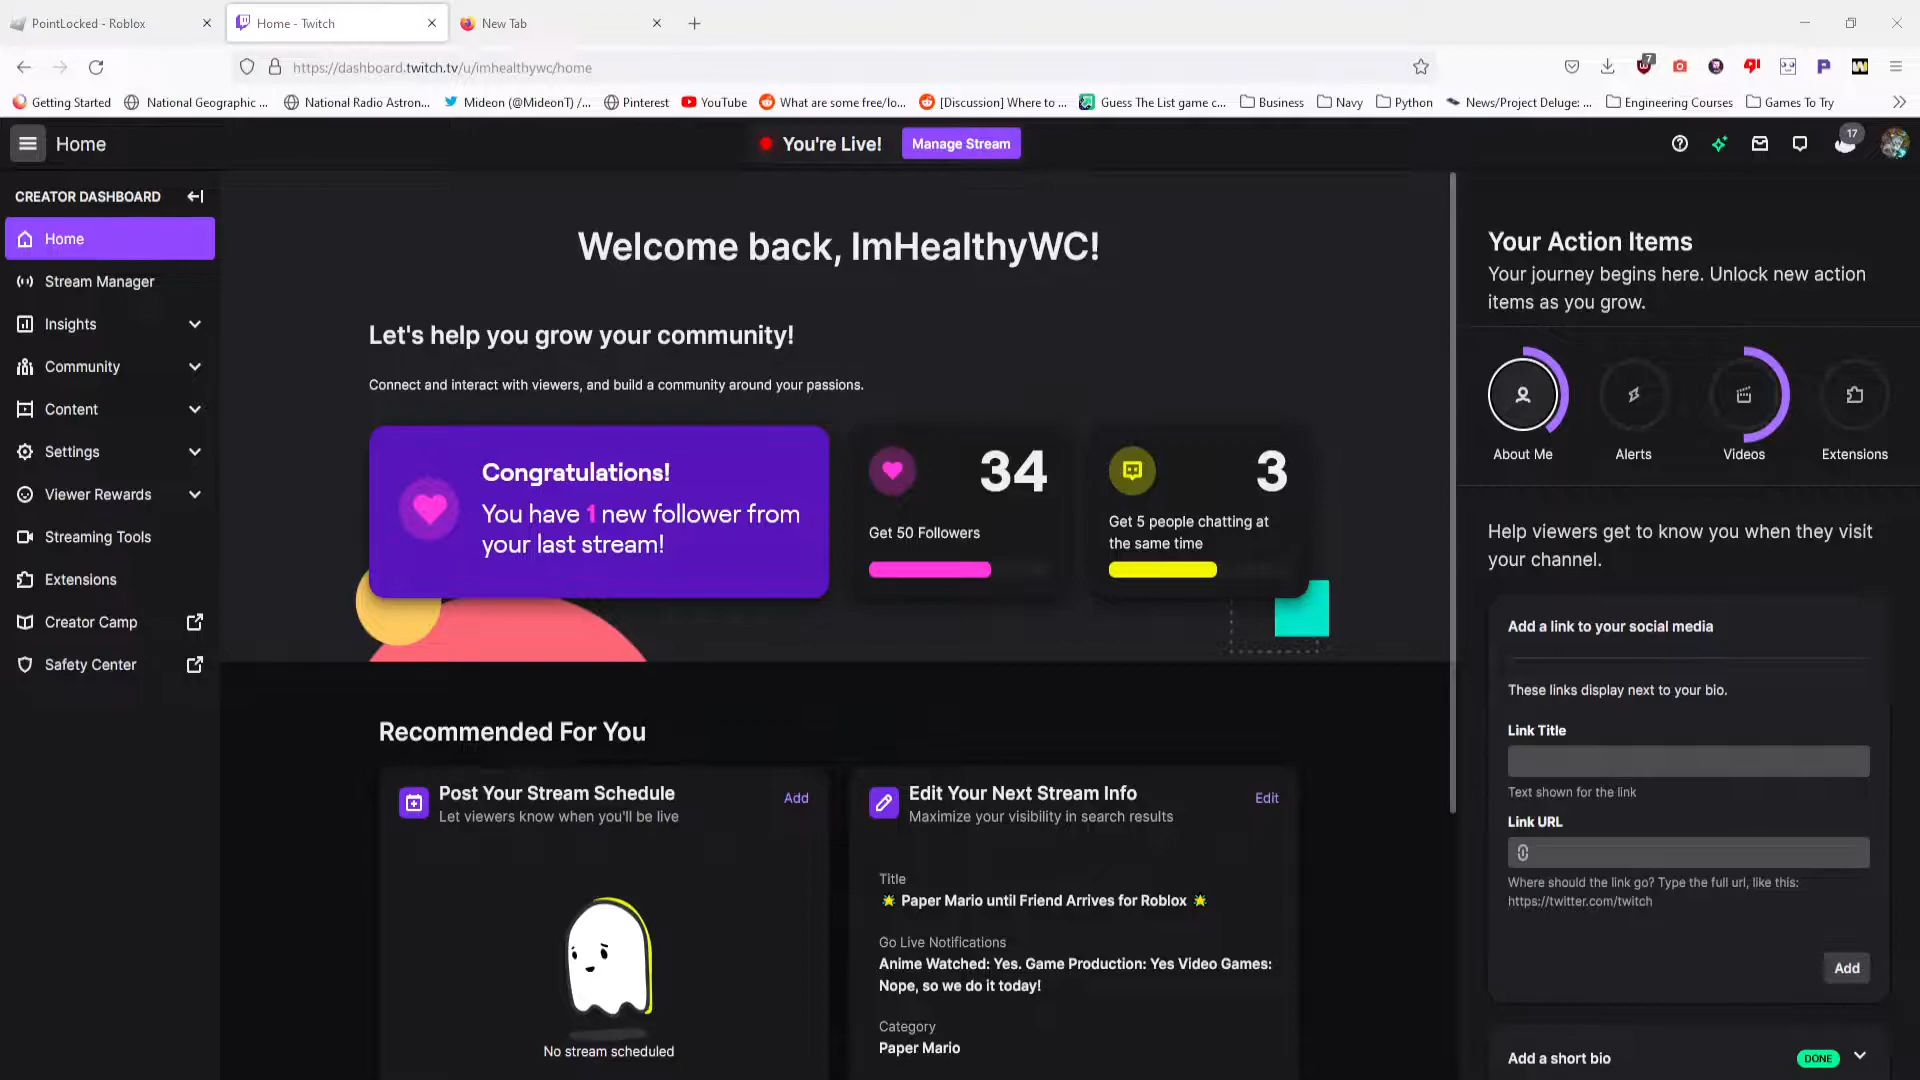 PointLocked - Roblox
Home - Twitch
New Tab
https://dashboard.twitch.tv/u/imhealthywc/home
7
Getting Started
National Geographic ...
National Radio Astron...
Mideon (@MideonT) /...
Pinterest
YouTube
What are some free/lo...
[Discussion] Where to ...
Guess The List game c...
Business
Navy
Python
News/Project Deluge: ...
Engineering Courses
Games To Try
Home
You're Live!
Manage Stream
17
CREATOR DASHBOARD
Home
Stream Manager
Insights
Community
Content
Settings
Viewer Rewards
Streaming Tools
Extensions
Creator Camp
Safety Center
Welcome back, ImHealthyWC!
Let's help you grow your community!
Connect and interact with viewers, and build a community around your passions.
Congratulations!
You have 1 new follower from
your last stream!
34
Get 50 Followers
3
Get 5 people chatting at
the same time
Recommended For You
Post Your Stream Schedule
Add
Let viewers know when you'll be live
No stream scheduled
Edit Your Next Stream Info
Edit
Maximize your visibility in search results
Title
🌟 Paper Mario until Friend Arrives for Roblox 🌟
Go Live Notifications
Anime Watched: Yes. Game Production: Yes Video Games:
Nope, so we do it today!
Category
Paper Mario
Your Action Items
Your journey begins here. Unlock new action
items as you grow.
About Me
Alerts
Videos
Extensions
Help viewers get to know you when they visit
your channel.
Add a link to your social media
These links display next to your bio.
Link Title
Text shown for the link
Link URL
Where should the link go? Type the full url, like this:
https://twitter.com/twitch
Add
Add a short bio
DONE